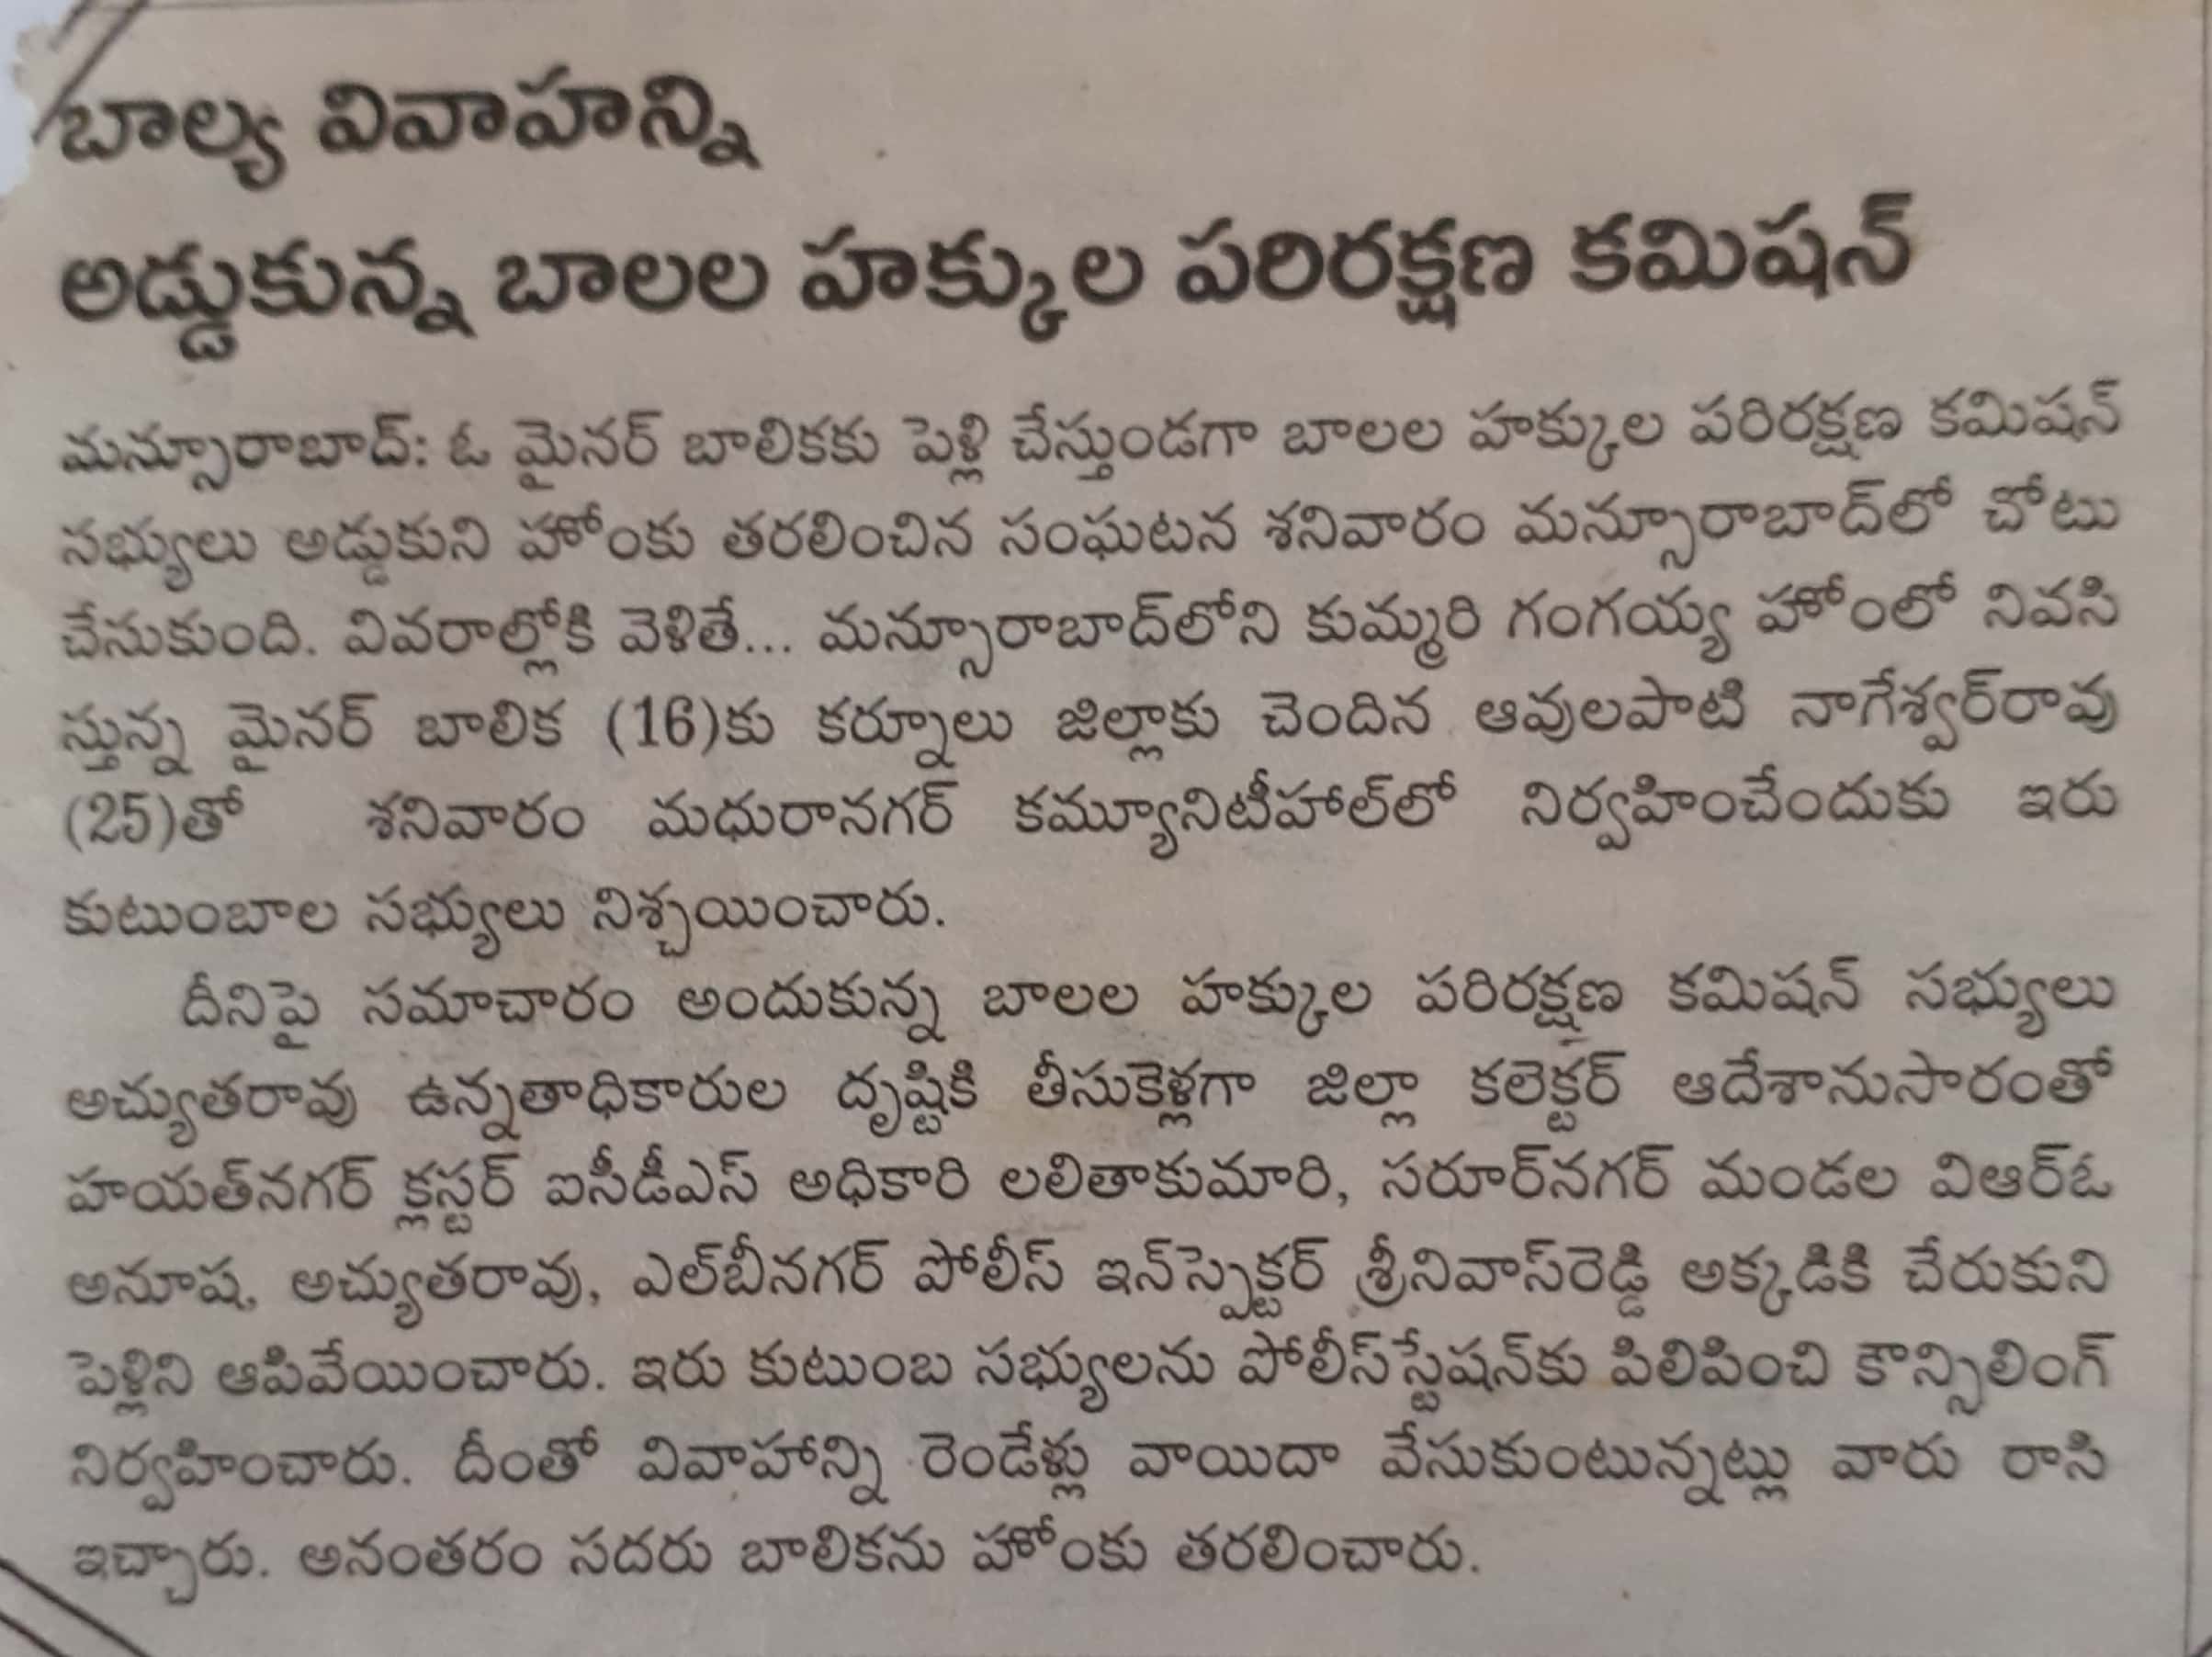 బాల్య వివాహన్ని
అడ్డుకున్న బాలల హక్కుల పరిరక్షణ కమిషన్
మన్సూరాబాద్: ఓ మైనర్ బాలికకు పెళ్లి చేస్తుండగా బాలల హక్కుల పరిరక్షణ కమిషన్
సభ్యులు అడ్డుకుని హోంకు తరలించిన సంఘటన శనివారం మన్సూరాబాద్‌లో చోటు
చేసుకుంది. వివరాల్లోకి వెళితే... మన్సూరాబాద్‌లోని కుమ్మరి గంగయ్య హోంలో నివసి
స్తున్న మైనర్ బాలిక (16)కు కర్నూలు జిల్లాకు చెందిన ఆవులపాటి నాగేశ్వర్‌రావు
(25)తో శనివారం మధురానగర్ కమ్యూనిటీహాల్‌లో నిర్వహించేందుకు ఇరు
కుటుంబాల సభ్యులు నిశ్చయించారు.
దీనిపై సమాచారం అందుకున్న బాలల హక్కుల పరిరక్షణ కమిషన్ సభ్యులు
అచ్యుతరావు ఉన్నతాధికారుల దృష్టికి తీసుకెళ్లగా జిల్లా కలెక్టర్ ఆదేశానుసారంతో
హయత్‌నగర్ క్లస్టర్ ఐసీడీఎస్ అధికారి లలితాకుమారి, సరూర్‌నగర్ మండల విఆర్ఓ
అనూష, అచ్యుతరావు, ఎల్‌బీనగర్ పోలీస్ ఇన్‌స్పెక్టర్ శ్రీనివాస్‌రెడ్డి అక్కడికి చేరుకుని
పెళ్లిని ఆపివేయించారు. ఇరు కుటుంబ సభ్యులను పోలీస్‌స్టేషన్‌కు పిలిపించి కౌన్సిలింగ్
నిర్వహించారు. దీంతో వివాహాన్ని రెండేళ్లు వాయిదా వేసుకుంటున్నట్లు వారు రాసి
ఇచ్చారు. అనంతరం సదరు బాలికను హోంకు తరలించారు.